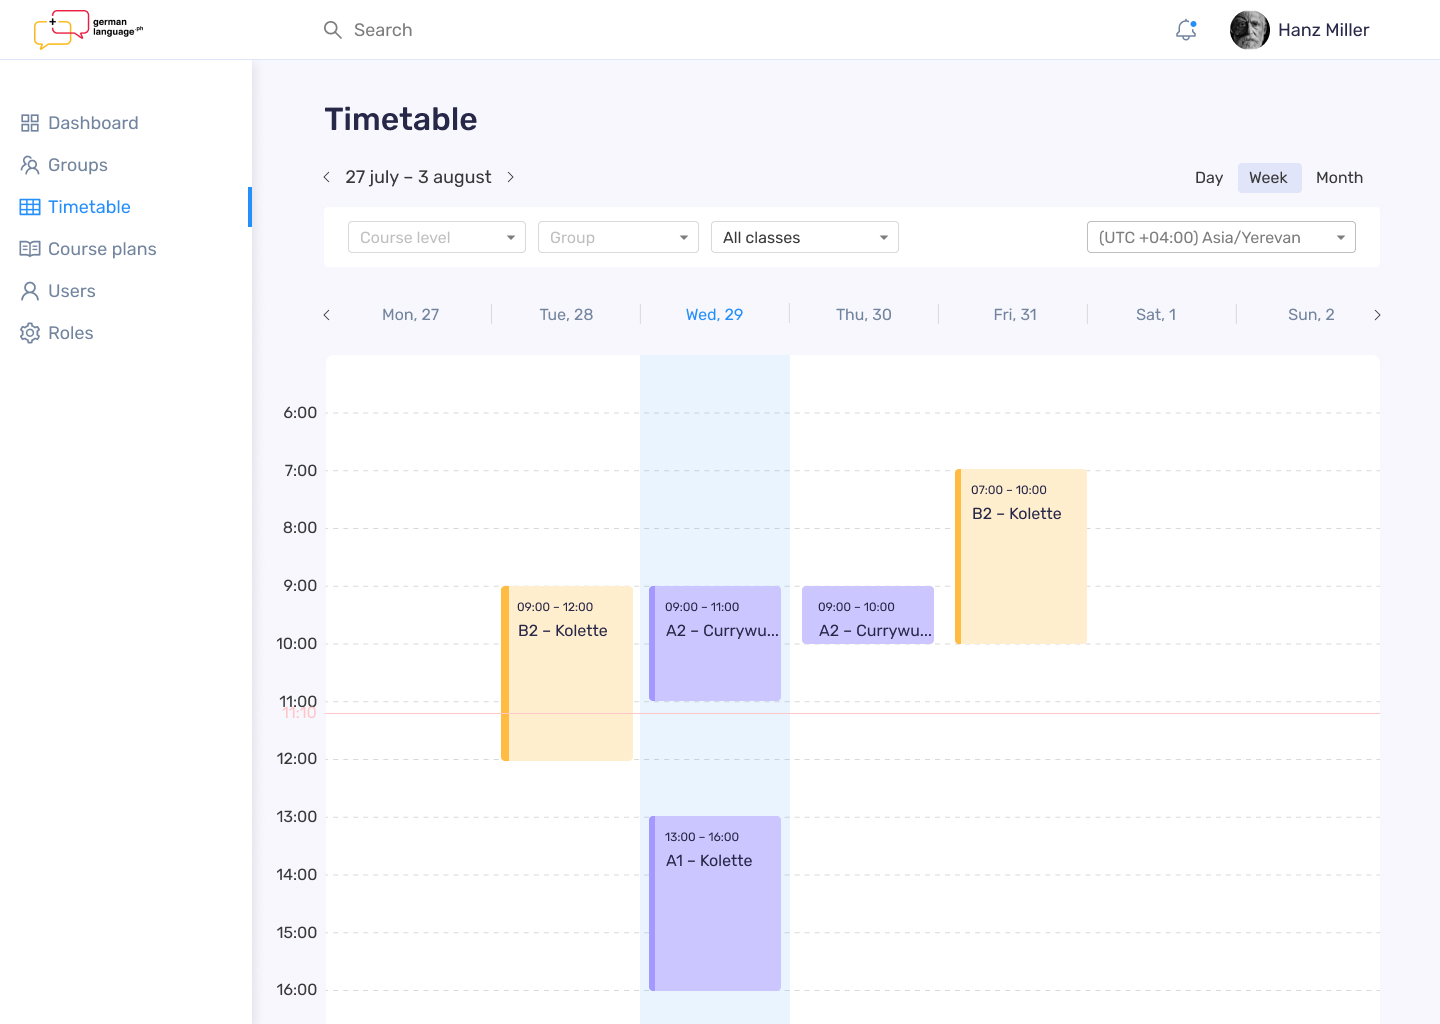 german
language.ph
Search
Hanz Miller
Dashboard
Groups
Timetable
Course plans
Users
Roles
Timetable
27 july – 3 august
Day
Week
Month
Course level
Group
All classes
(UTC +04:00) Asia/Yerevan
Mon, 27
Tue, 28
Wed, 29
Thu, 30
Fri, 31
Sat, 1
Sun, 2
6:00
7:00
07:00 – 10:00
B2 – Kolette
8:00
9:00
09:00 – 12:00
B2 – Kolette
09:00 – 11:00
A2 – Currywu...
09:00 – 10:00
A2 – Currywu...
10:00
11:00
11:10
12:00
13:00
13:00 – 16:00
A1 – Kolette
14:00
15:00
16:00